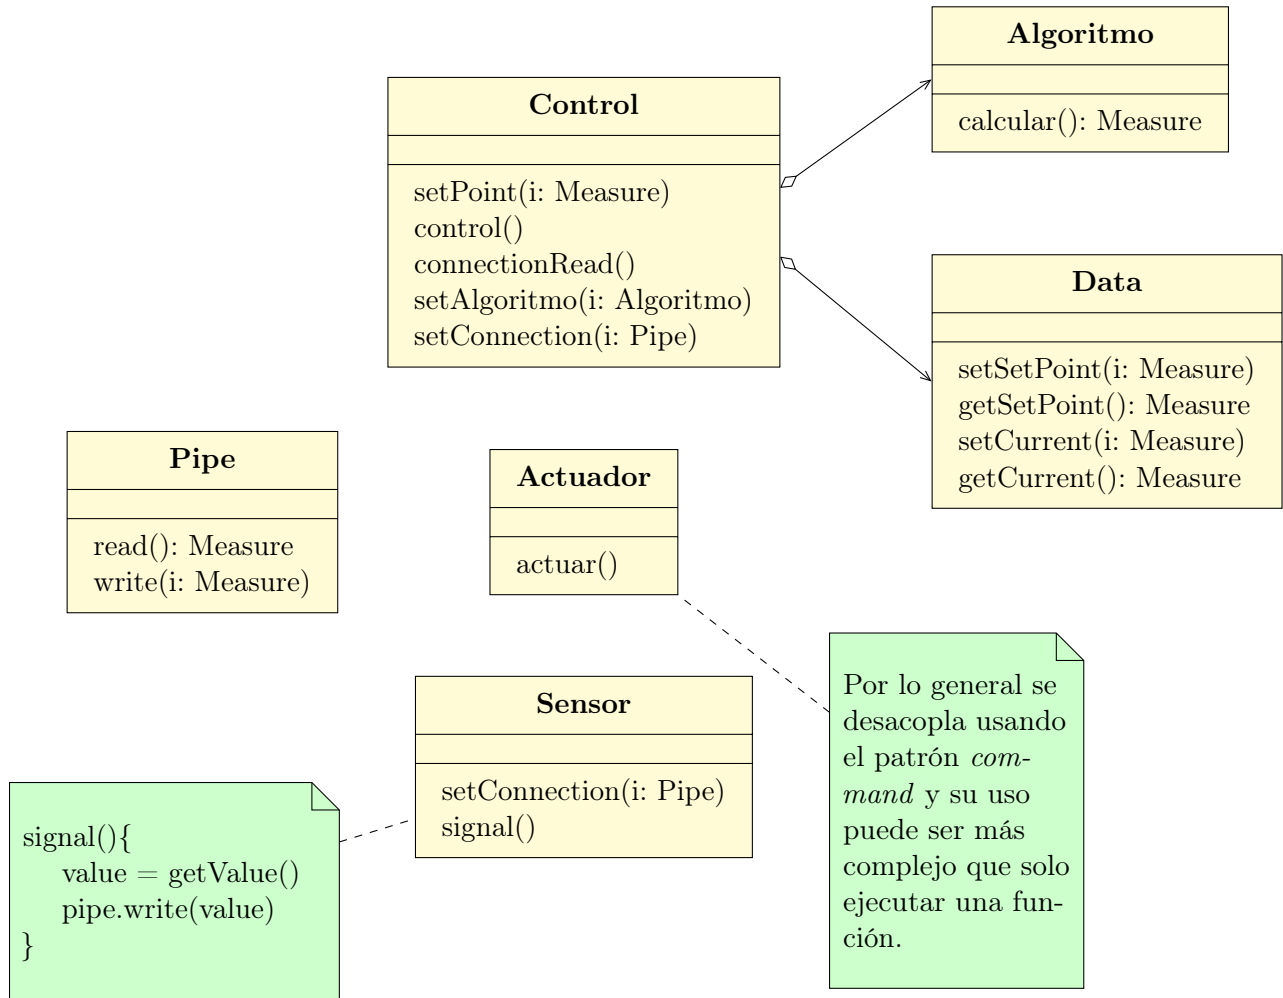 Algoritmo
calcular(): Measure
Control
setPoint(i: Measure)
control()
connectionRead()
setAlgoritmo(i: Algoritmo)
setConnection(i: Pipe)
Data
setSetPoint(i: Measure)
getSetPoint(): Measure
setCurrent(i: Measure)
getCurrent(): Measure
Pipe
read(): Measure
write(i: Measure)
Actuador
actuar()
Sensor
setConnection(i: Pipe)
signal()
Por lo general se
desacopla usando
el patrón com-
mand y su uso
puede ser más
complejo que solo
ejecutar una fun-
ción.
signal(){
value = getValue()
pipe.write(value)
}